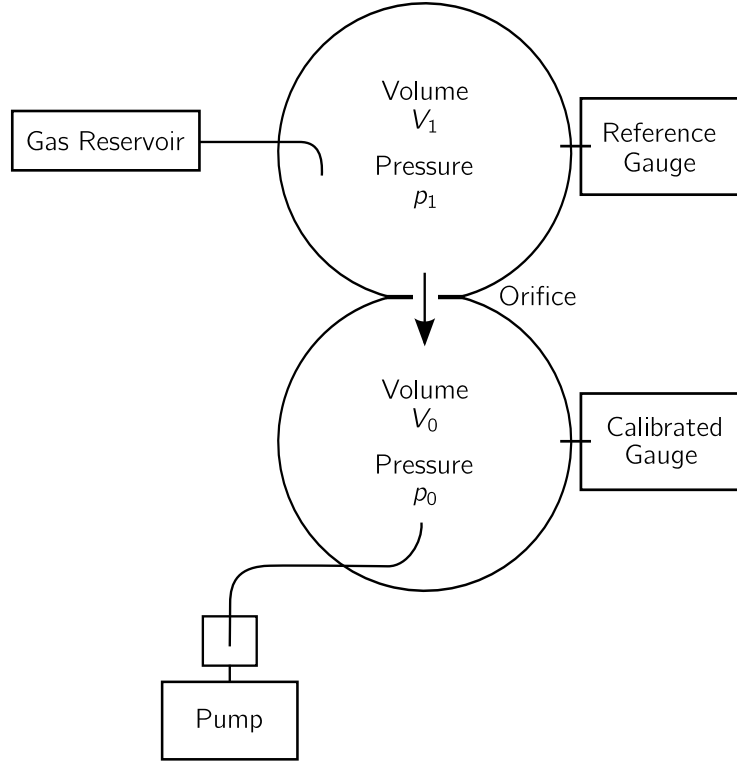 Volume
V₁
Gas Reservoir
Pressure
p₁
Reference
Gauge
Orifice
Volume
V₀
Pressure
p₀
Calibrated
Gauge
Pump